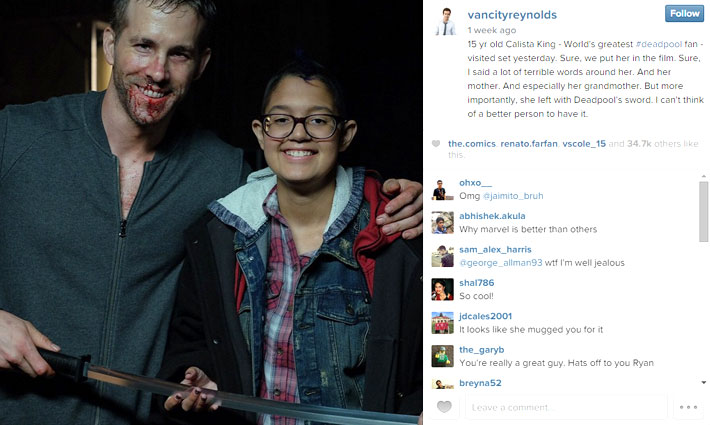 vancityreynolds
Follow
1 week ago
15 yr old Calista King - World's greatest #deadpool fan -
visited set yesterday. Sure, we put her in the film. Sure,
I said a lot of terrible words around her. And her
mother. And especially her grandmother. But more
importantly, she left with Deadpool's sword. I can't think
of a better person to have it.
the.comics, renato.farfan, vscole_15 and 34.7k others like
this.
ohxo__
Omg @jaimito_bruh
abhishek.akula
Why marvel is better than others
sam_alex_harris
@george_allman93 wtf I'm well jealous
shal786
So cool!
jdcales2001
It looks like she mugged you for it
the_garyb
You're really a great guy. Hats off to you Ryan
breyna52
Leave a comment...